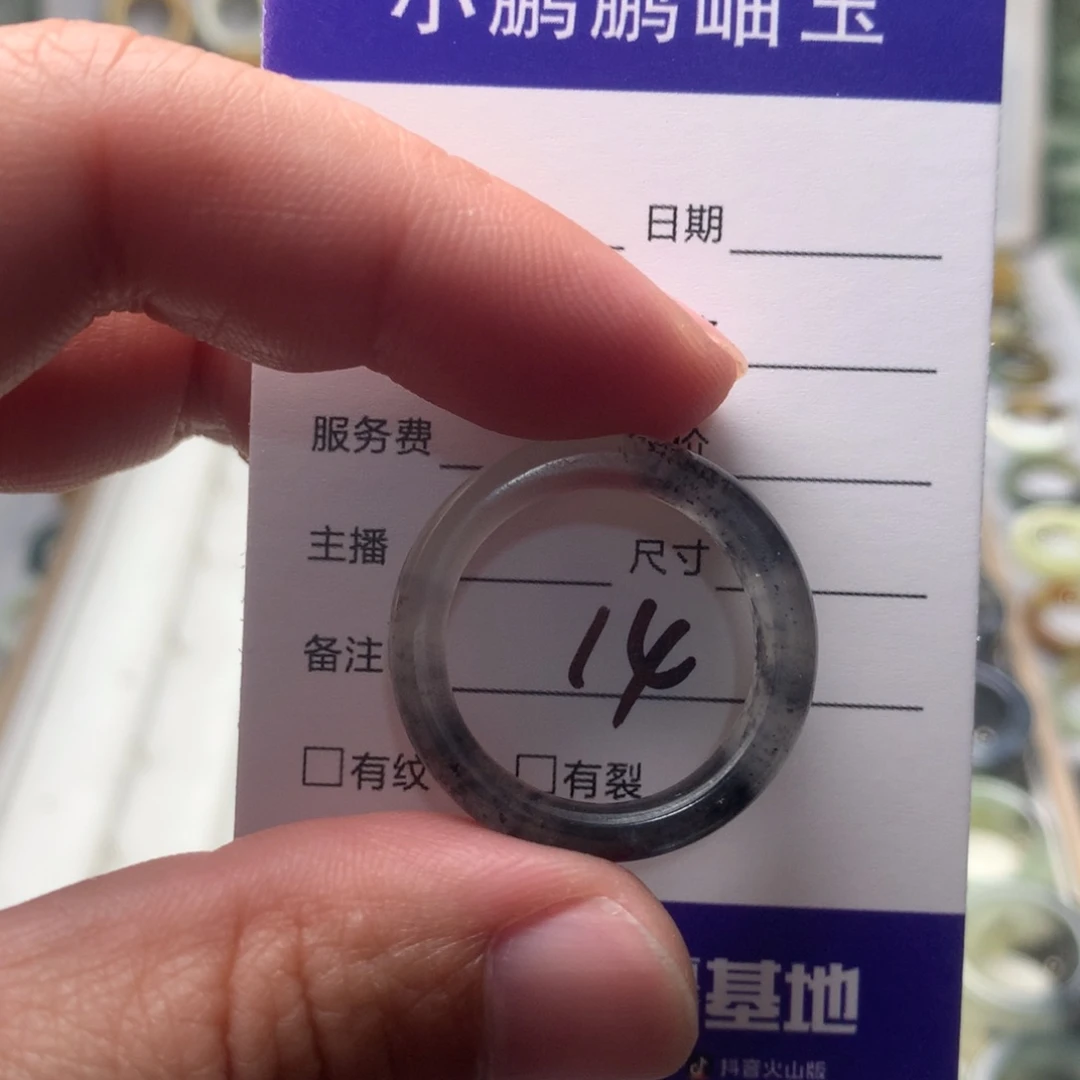 小鹏鹏岫玉
日期
服务费
主播 尺寸
14
备注
□有纹 □有裂
基地
抖音火山版